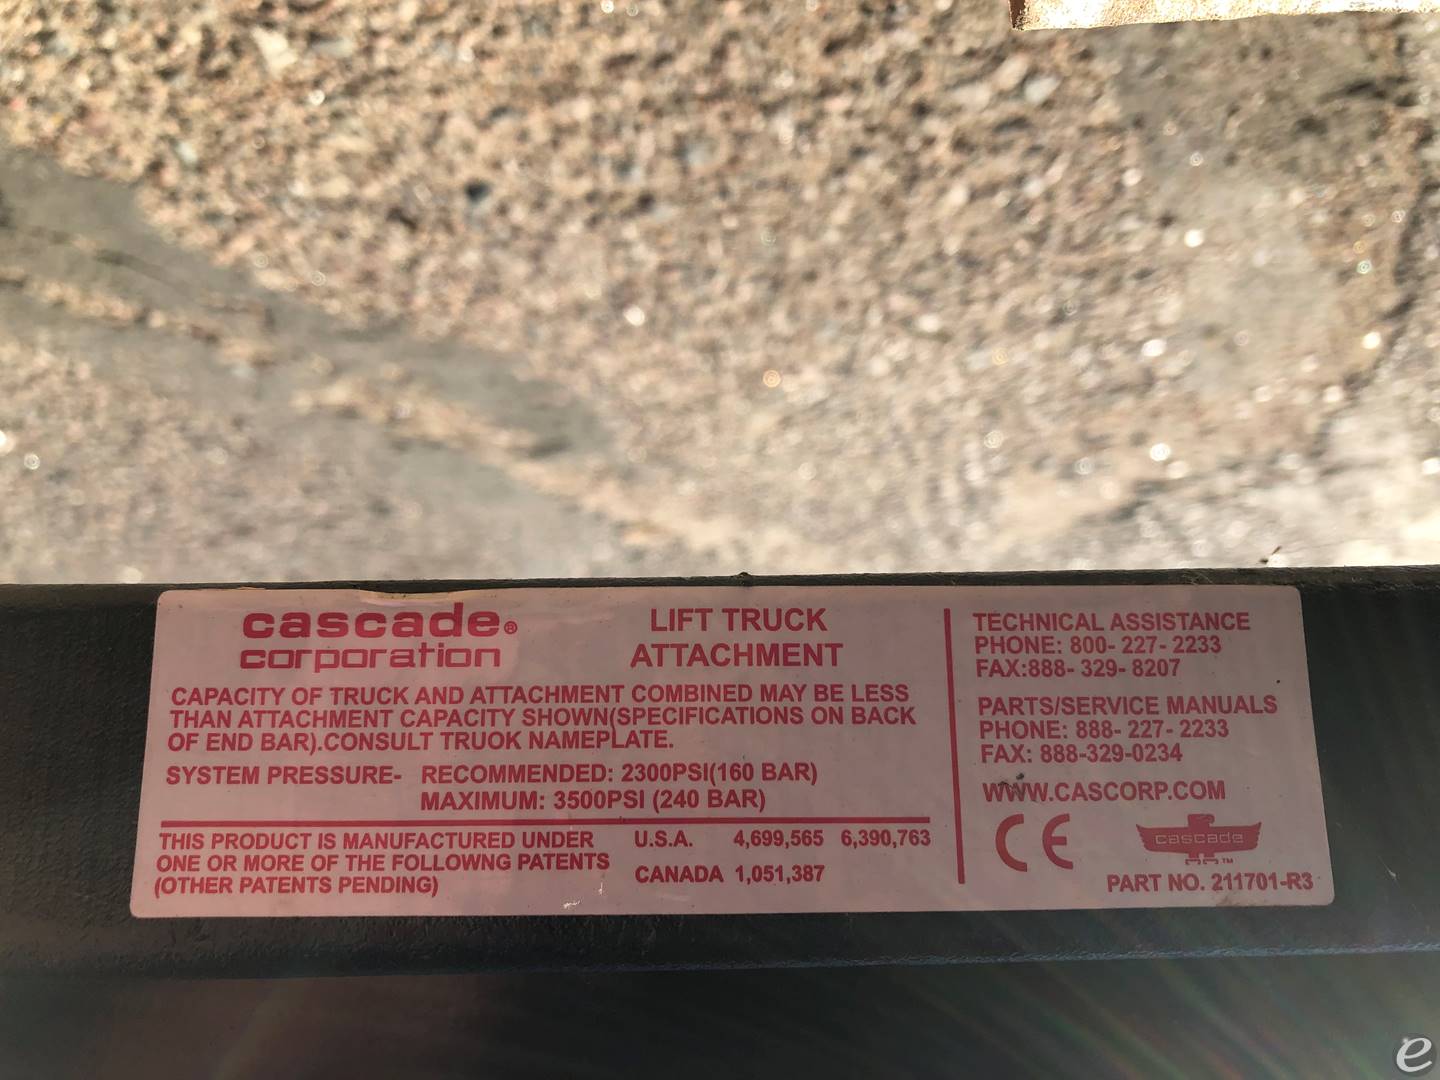 cascade®
corporation
LIFT TRUCK
ATTACHMENT
CAPACITY OF TRUCK AND ATTACHMENT COMBINED MAY BE LESS
THAN ATTACHMENT CAPACITY SHOWN(SPECIFICATIONS ON BACK
OF END BAR).CONSULT TRUOK NAMEPLATE.
SYSTEM PRESSURE- RECOMMENDED: 2300PSI(160 BAR)
MAXIMUM: 3500PSI (240 BAR)
THIS PRODUCT IS MANUFACTURED UNDER
ONE OR MORE OF THE FOLLOWNG PATENTS
(OTHER PATENTS PENDING)
U.S.A. 4,699,565 6,390,763
CANADA 1,051,387
TECHNICAL ASSISTANCE
PHONE: 800- 227- 2233
FAX:888- 329- 8207
PARTS/SERVICE MANUALS
PHONE: 888- 227- 2233
FAX: 888-329-0234
WWW.CASCORP.COM
CE
cascade
™
PART NO. 211701-R3
e